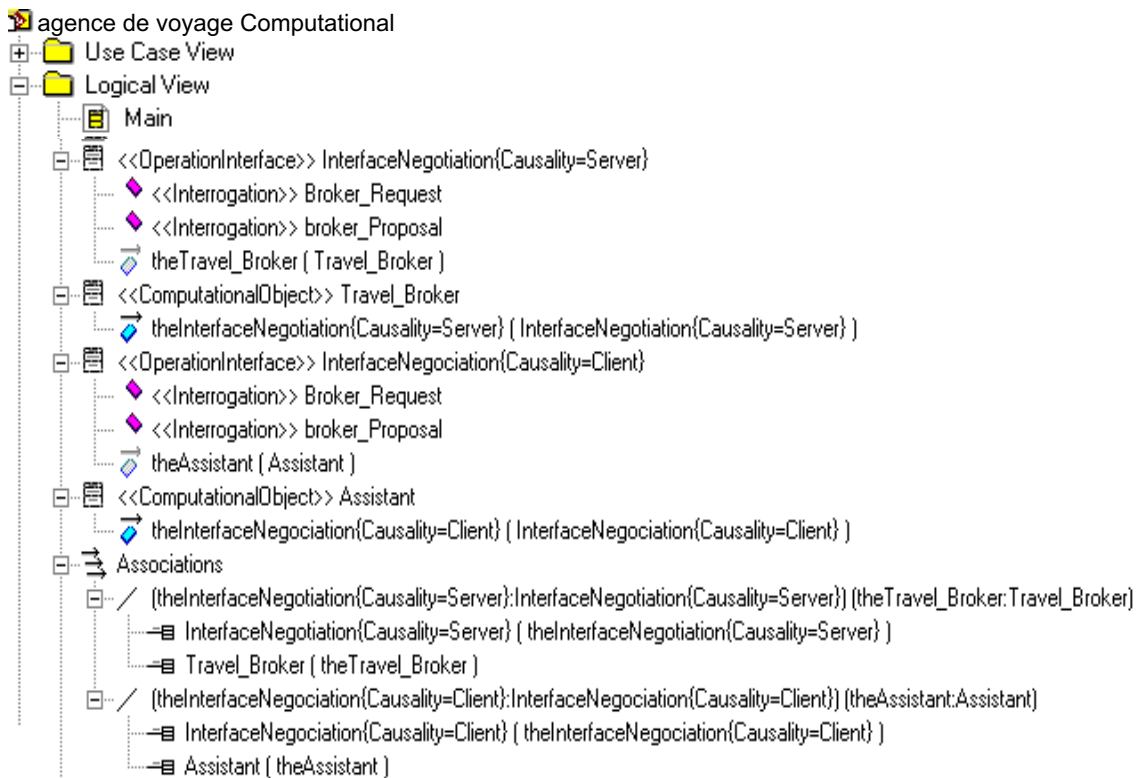 agence de voyage Computational
Use Case View
Logical View
Main
<<OperationInterface>> InterfaceNegotiation{Causality=Server}
<<Interrogation>> Broker_Request
<<Interrogation>> broker_Proposal
theTravel_Broker ( Travel_Broker )
<<ComputationalObject>> Travel_Broker
theInterfaceNegotiation{Causality=Server} ( InterfaceNegotiation{Causality=Server} )
<<OperationInterface>> InterfaceNegociation{Causality=Client}
<<Interrogation>> Broker_Request
<<Interrogation>> broker_Proposal
theAssistant ( Assistant )
<<ComputationalObject>> Assistant
theInterfaceNegociation{Causality=Client} ( InterfaceNegociation{Causality=Client} )
Associations
(theInterfaceNegotiation{Causality=Server}:InterfaceNegotiation{Causality=Server}) (theTravel_Broker:Travel_Broker)
InterfaceNegotiation{Causality=Server} ( theInterfaceNegotiation{Causality=Server} )
Travel_Broker ( theTravel_Broker )
(theInterfaceNegociation{Causality=Client}:InterfaceNegociation{Causality=Client}) (theAssistant:Assistant)
InterfaceNegociation{Causality=Client} ( theInterfaceNegociation{Causality=Client} )
Assistant ( theAssistant )